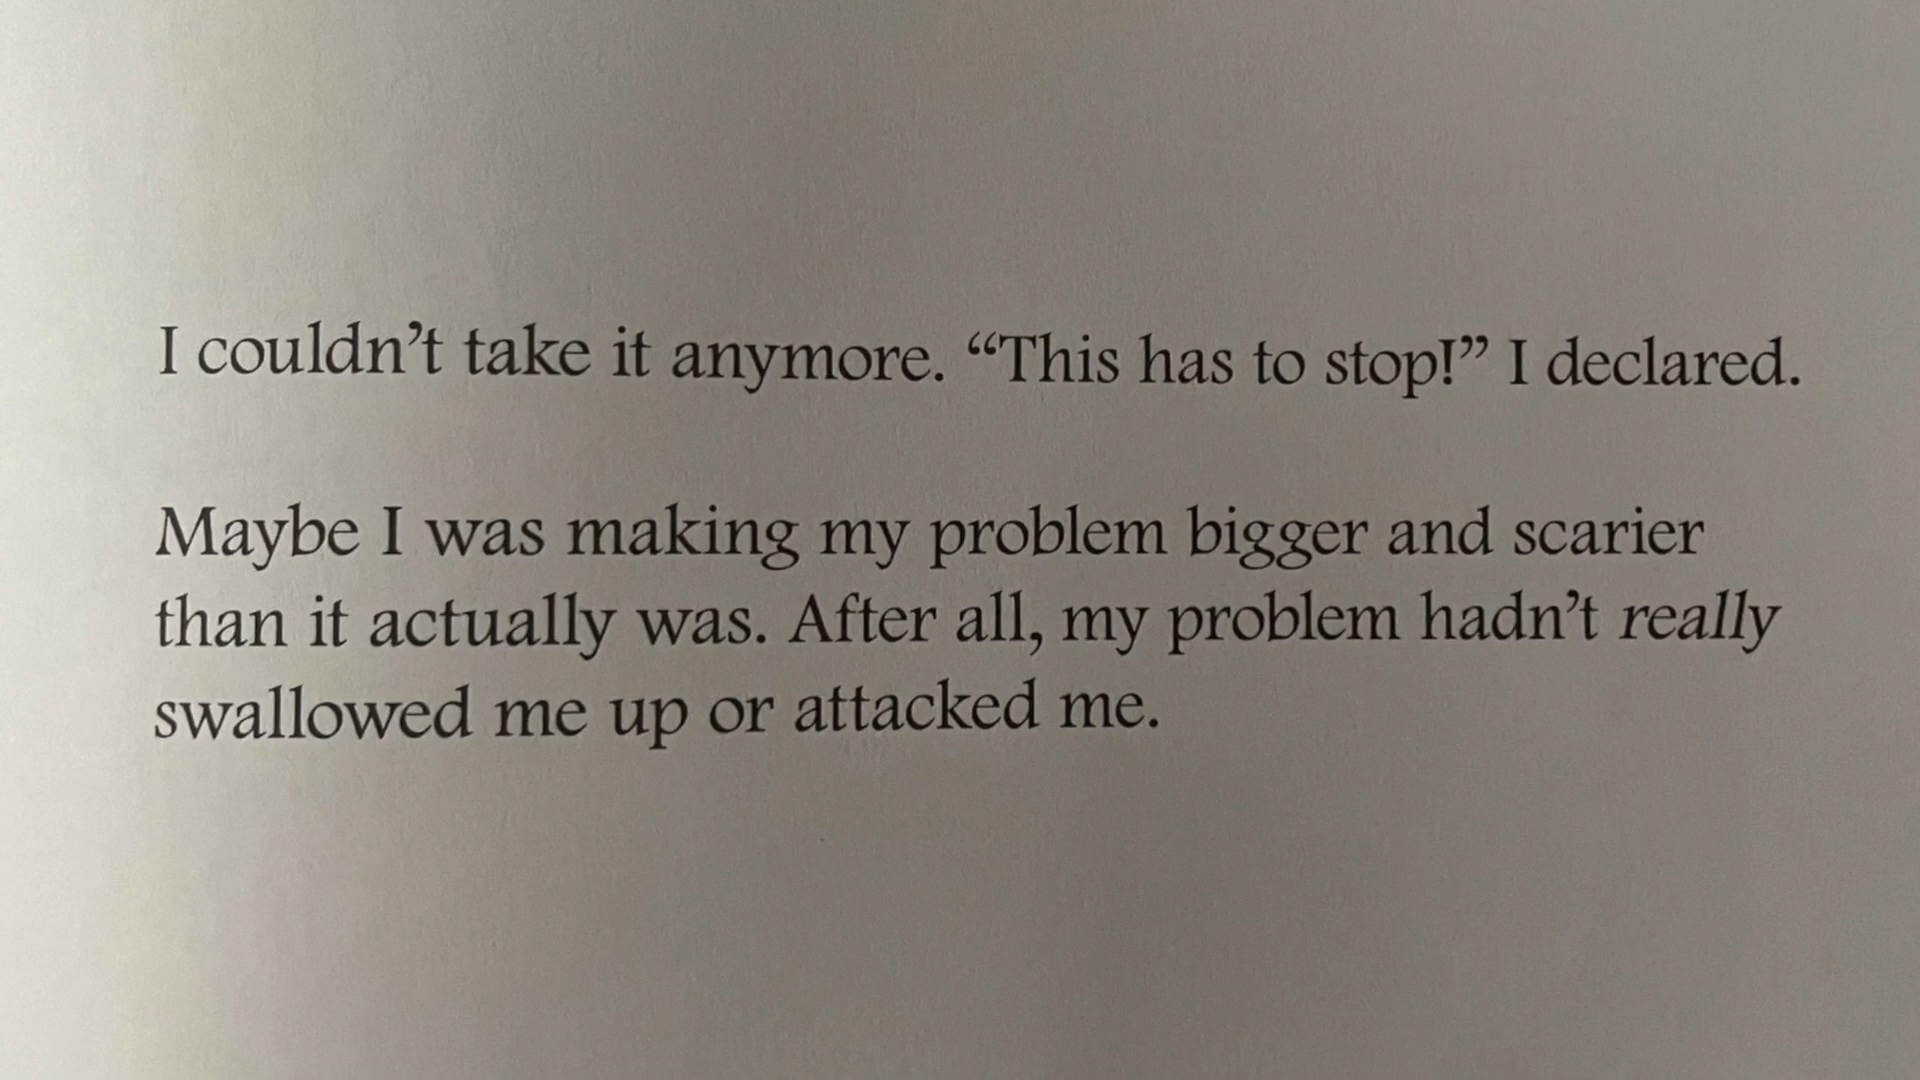 I couldn’t take it anymore. “This has to stop!” I declared.
Maybe I was making my problem bigger and scarier
than it actually was. After all, my problem hadn’t really
swallowed me up or attacked me.